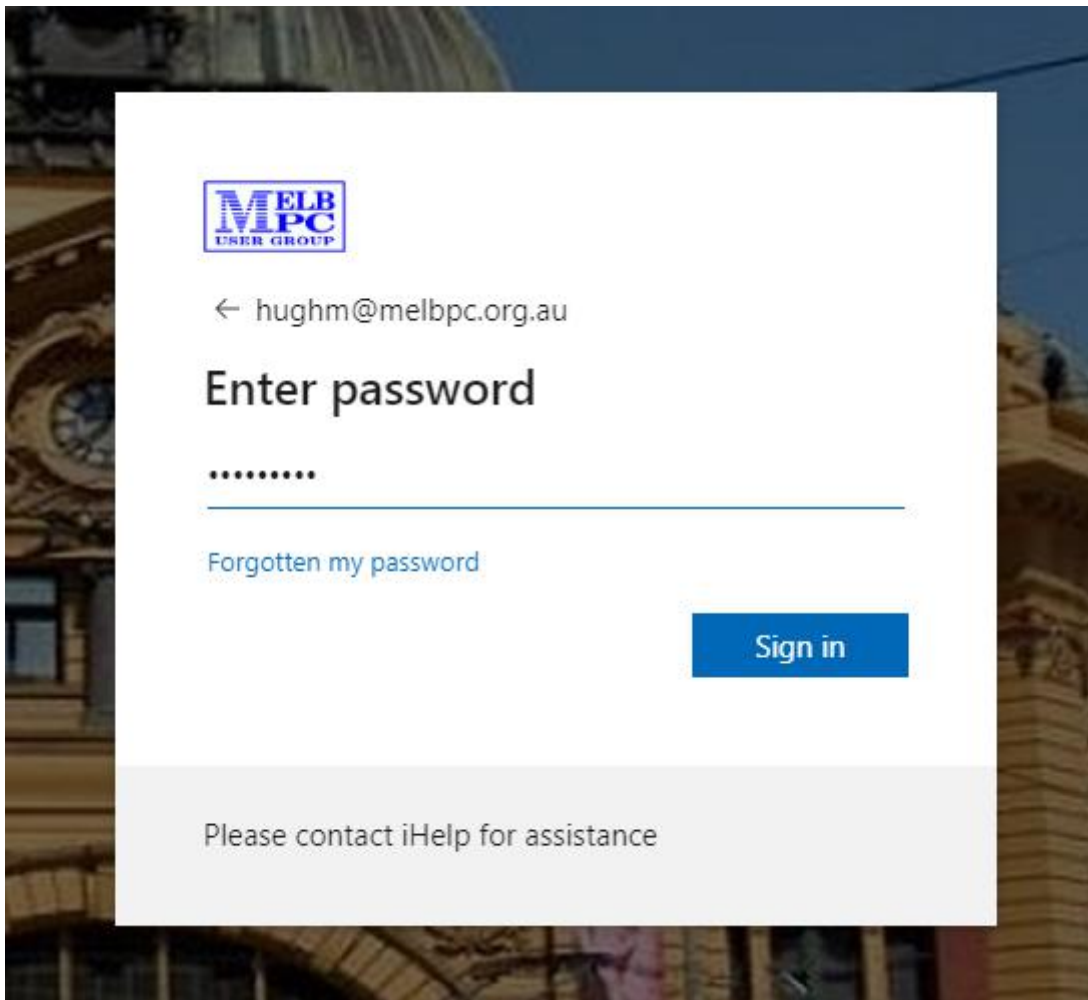 MELB
PC
USER GROUP
← hughm@melbpc.org.au
Enter password
•••••••••
Forgotten my password
Sign in
Please contact iHelp for assistance